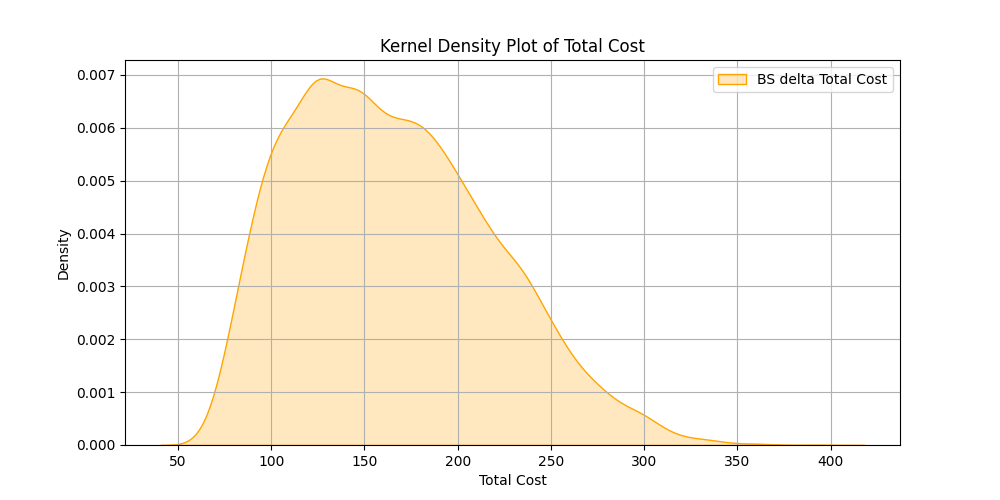 Kernel Density Plot of Total Cost
BS delta Total Cost
Density
0.007
0.006
0.005
0.004
0.003
0.002
0.001
0.000
50 100 150 200 250 300 350 400
Total Cost